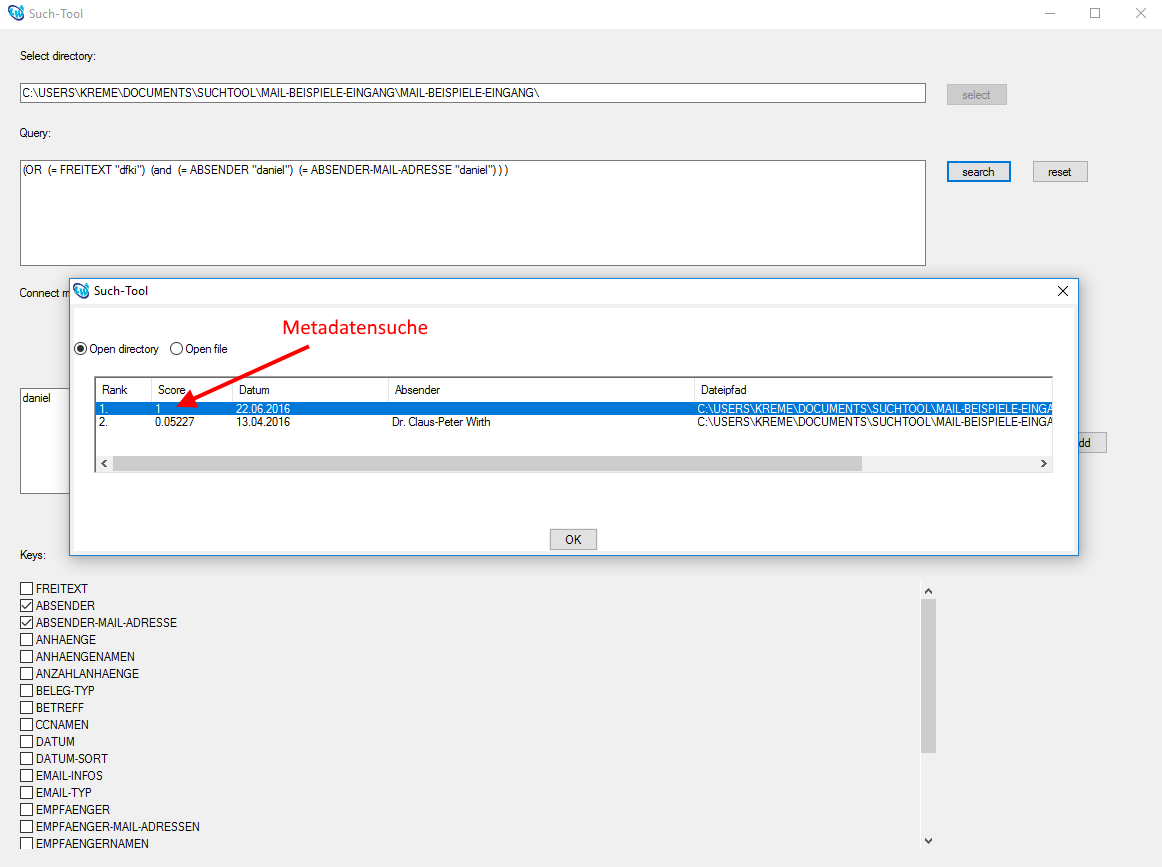 Such-Tool
Select directory:
C:\USERS\KREME\DOCUMENTS\SUCHTOOL\MAIL-BEISPIELE-EINGANG\MAIL-BEISPIELE-EINGANG\
select
Query:
(OR (= FREITEXT "dfki") (and (= ABSENDER "daniel") (= ABSENDER-MAIL-ADRESSE "daniel") ) )
search
reset
Connect m
Such-Tool
Metadatensuche
Open directory
Open file
Rank Score Datum Absender Dateipfad
1. 1 22.06.2016 C:\USERS\KREME\DOCUMENTS\SUCHTOOL\MAIL-BEISPIELE-EINGA
2. 0.05227 13.04.2016 Dr. Claus-Peter Wirth C:\USERS\KREME\DOCUMENTS\SUCHTOOL\MAIL-BEISPIELE-EINGA
OK
daniel
dd
Keys:
FREITEXT
ABSENDER
ABSENDER-MAIL-ADRESSE
ANHAENGE
ANHAENGENAMEN
ANZAHLANHAENGE
BELEG-TYP
BETREFF
CCNAMEN
DATUM
DATUM-SORT
EMAIL-INFOS
EMAIL-TYP
EMPFAENGER
EMPFAENGER-MAIL-ADRESSEN
EMPFAENGERNAMEN